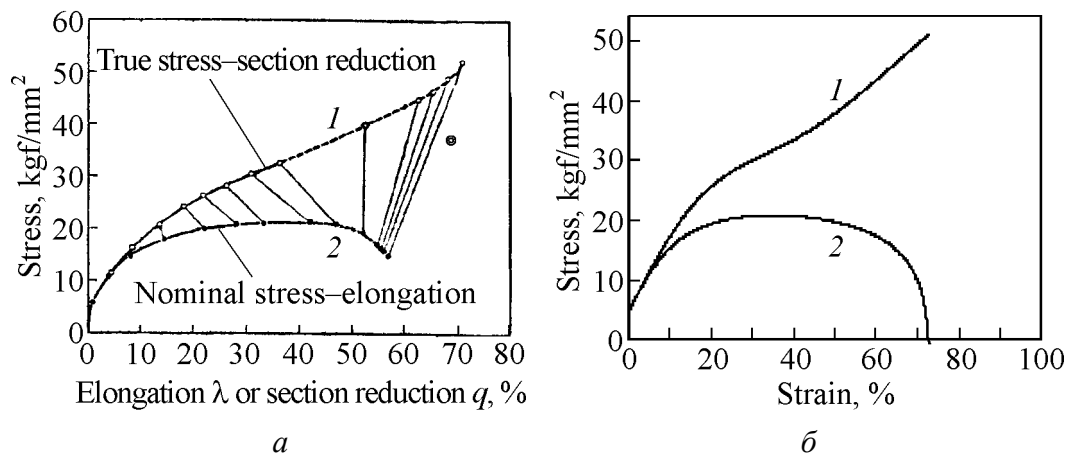 60
50
40
30
20
10
0
Stress, kgf/mm²
True stress–section reduction
1
2
Nominal stress–elongation
0 10 20 30 40 50 60 70 80
Elongation λ or section reduction q, %
а
50
40
30
20
10
0
Stress, kgf/mm²
1
2
0 20 40 60 80 100
Strain, %
б